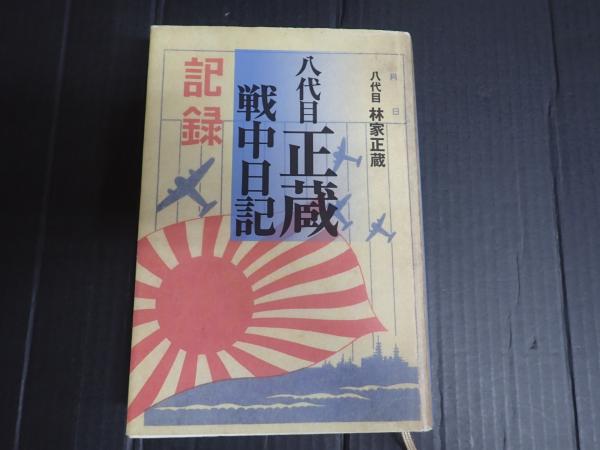 月 日
八代目 林家正蔵
八代目 正蔵
戦中日記
記録